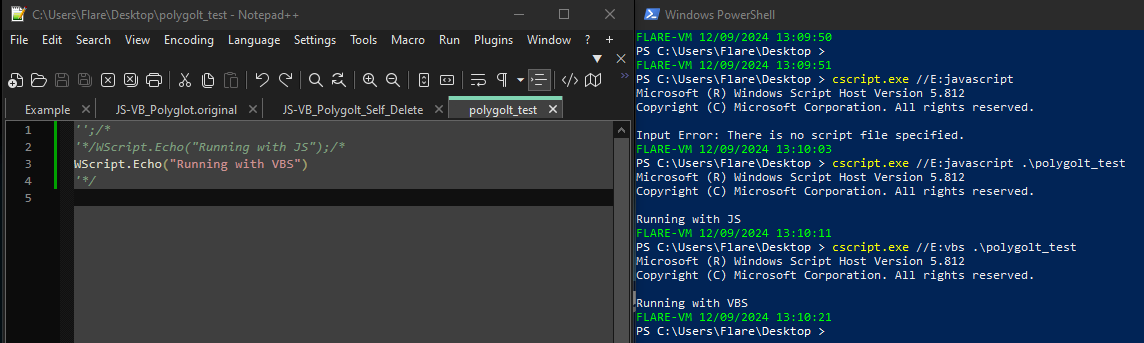 C:\Users\Flare\Desktop\polygolt_test - Notepad++
File Edit Search View Encoding Language Settings Tools Macro Run Plugins Window ? +
Example JS-VB_Polyglot.original JS-VB_Polygolt_Self_Delete polygolt_test
1 '';/*
2 '*/WScript.Echo("Running with JS");/*
3 WScript.Echo("Running with VBS")
4 '*/
5
Windows PowerShell
FLARE-VM 12/09/2024 13:09:50
PS C:\Users\Flare\Desktop >
FLARE-VM 12/09/2024 13:09:51
PS C:\Users\Flare\Desktop > cscript.exe //E:javascript
Microsoft (R) Windows Script Host Version 5.812
Copyright (C) Microsoft Corporation. All rights reserved.
Input Error: There is no script file specified.
FLARE-VM 12/09/2024 13:10:03
PS C:\Users\Flare\Desktop > cscript.exe //E:javascript .\polygolt_test
Microsoft (R) Windows Script Host Version 5.812
Copyright (C) Microsoft Corporation. All rights reserved.
Running with JS
FLARE-VM 12/09/2024 13:10:11
PS C:\Users\Flare\Desktop > cscript.exe //E:vbs .\polygolt_test
Microsoft (R) Windows Script Host Version 5.812
Copyright (C) Microsoft Corporation. All rights reserved.
Running with VBS
FLARE-VM 12/09/2024 13:10:21
PS C:\Users\Flare\Desktop >